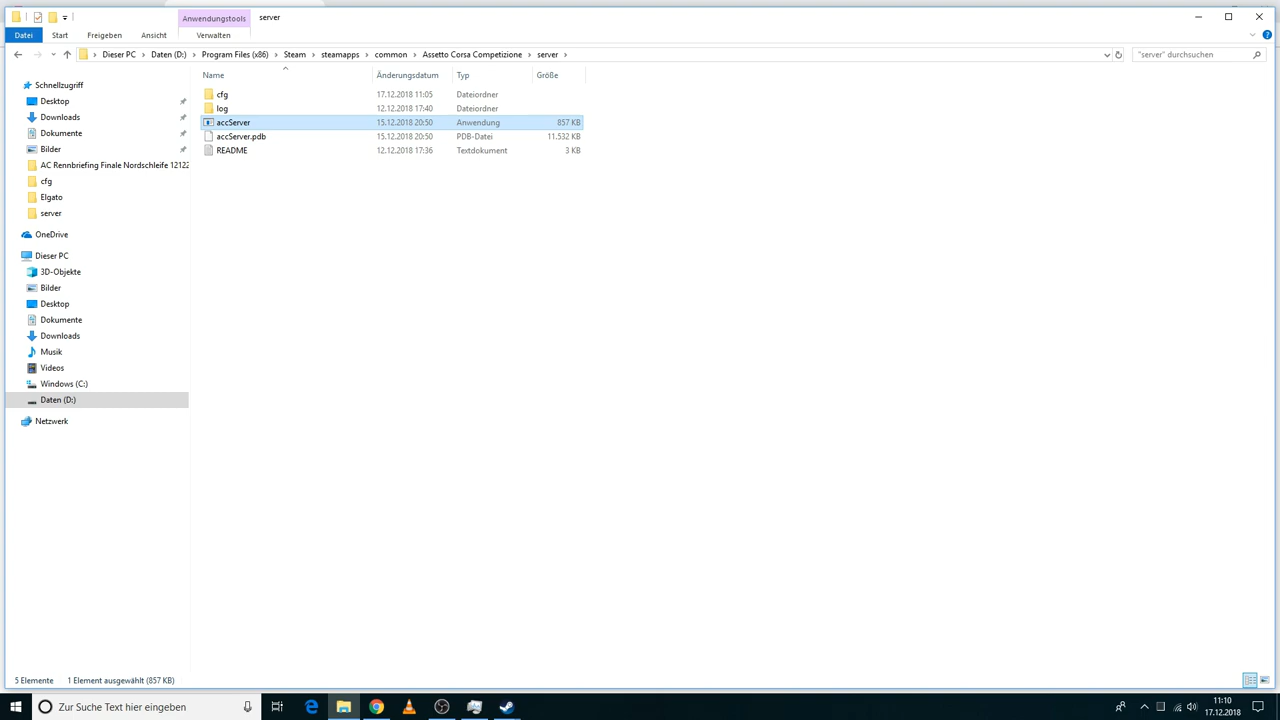 Anwendungstools
server
Datei
Start
Freigeben
Ansicht
Verwalten
Dieser PC
Daten (D:)
Program Files (x86)
Steam
steamapps
common
Assetto Corsa Competizione
server
"server" durchsuchen
Name
Änderungsdatum
Typ
Größe
cfg
17.12.2018 11:05
Dateiordner
log
12.12.2018 17:40
Dateiordner
accServer
15.12.2018 20:50
Anwendung
857 KB
accServer.pdb
15.12.2018 20:50
PDB-Datei
11.532 KB
README
12.12.2018 17:36
Textdokument
3 KB
Schnellzugriff
Desktop
Downloads
Dokumente
Bilder
AC Rennbriefing Finale Nordschleife 12122
cfg
Elgato
server
OneDrive
Dieser PC
3D-Objekte
Bilder
Desktop
Dokumente
Downloads
Musik
Videos
Windows (C:)
Daten (D:)
Netzwerk
5 Elemente
1 Element ausgewählt (857 KB)
Zur Suche Text hier eingeben
11:10
17.12.2018